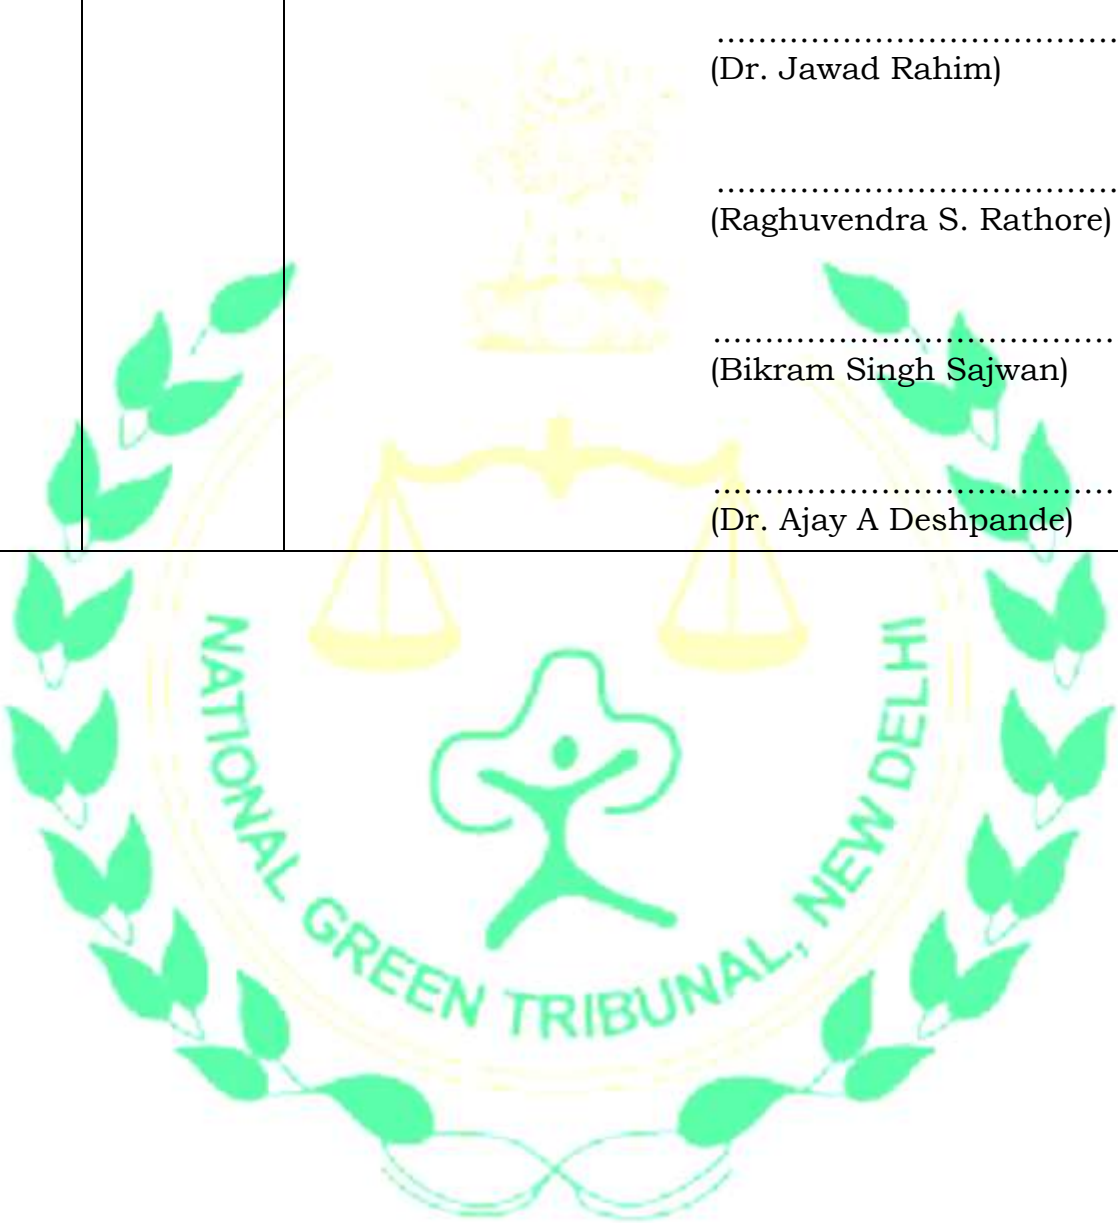 .......................................
(Dr. Jawad Rahim)
.......................................
(Raghuvendra S. Rathore)
.......................................
(Bikram Singh Sajwan)
.......................................
(Dr. Ajay A Deshpande)
NATIONAL GREEN TRIBUNAL, NEW DELHI